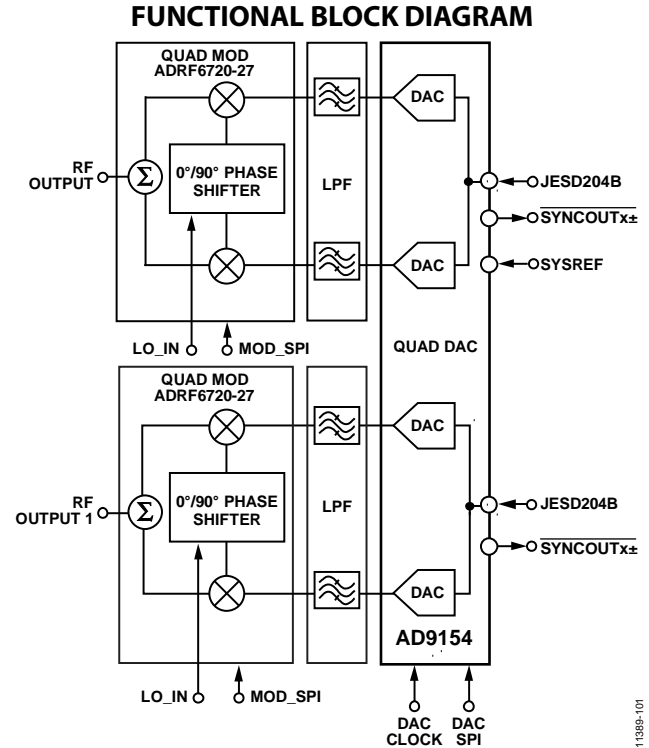 FUNCTIONAL BLOCK DIAGRAM
QUAD MOD
ADRF6720-27
DAC
RF
OUTPUT
Σ
0°/90° PHASE
SHIFTER
LPF
JESD204B
SYNCOUTx±
DAC
SYSREF
LO_IN
MOD_SPI
QUAD DAC
QUAD MOD
ADRF6720-27
DAC
RF
OUTPUT 1
Σ
0°/90° PHASE
SHIFTER
LPF
JESD204B
SYNCOUTx±
DAC
AD9154
LO_IN
MOD_SPI
DAC
CLOCK
DAC
SPI
11389-101